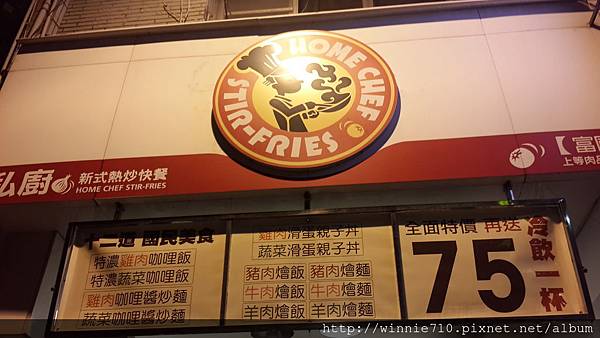 HOME CHEF
STIR-FRIES
私廚 新式熱炒快餐
HOME CHEF STIR-FRIES
【富
上等肉品
十二道 國民美食
特濃雞肉咖哩飯
特濃蔬菜咖哩飯
雞肉咖哩醬炒麵
蔬菜咖哩醬炒麵
雞肉滑蛋親子丼
蔬菜滑蛋親子丼
豬肉燴飯 豬肉燴麵
牛肉燴飯 牛肉燴麵
羊肉燴飯 羊肉燴麵
全面特價 再送
75
冷飲一杯
http://winnie710.pixnet.net/album